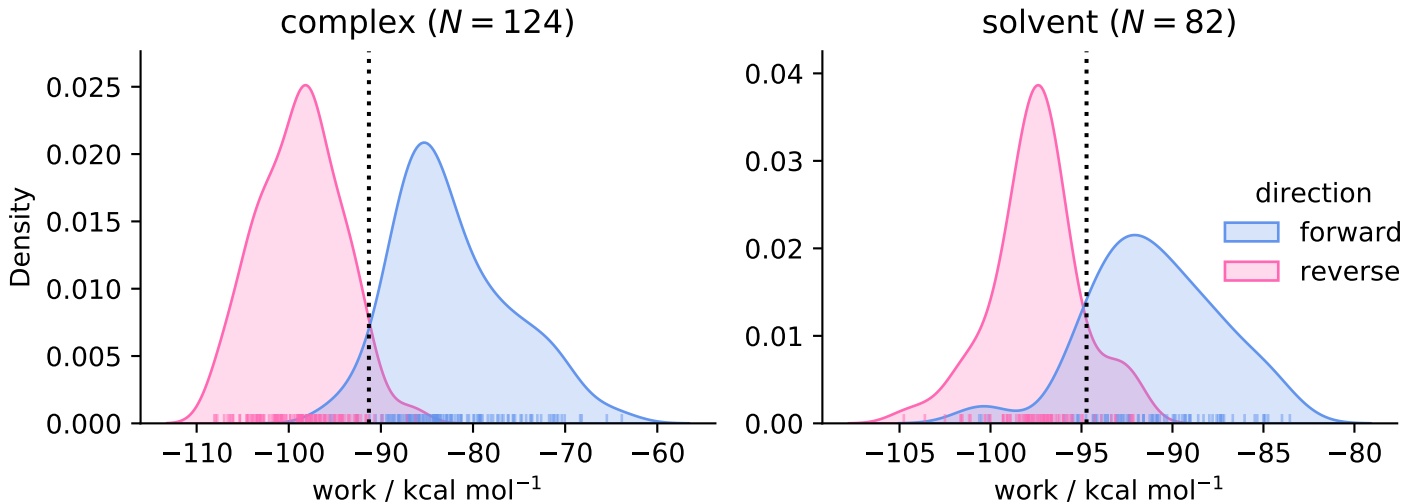 complex (N = 124)
0.025
0.020
0.015
0.010
0.005
0.000
Density
−110 −100 −90 −80 −70 −60
work / kcal mol⁻¹
solvent (N = 82)
0.04
0.03
0.02
0.01
0.00
−105 −100 −95 −90 −85 −80
work / kcal mol⁻¹
direction
forward
reverse